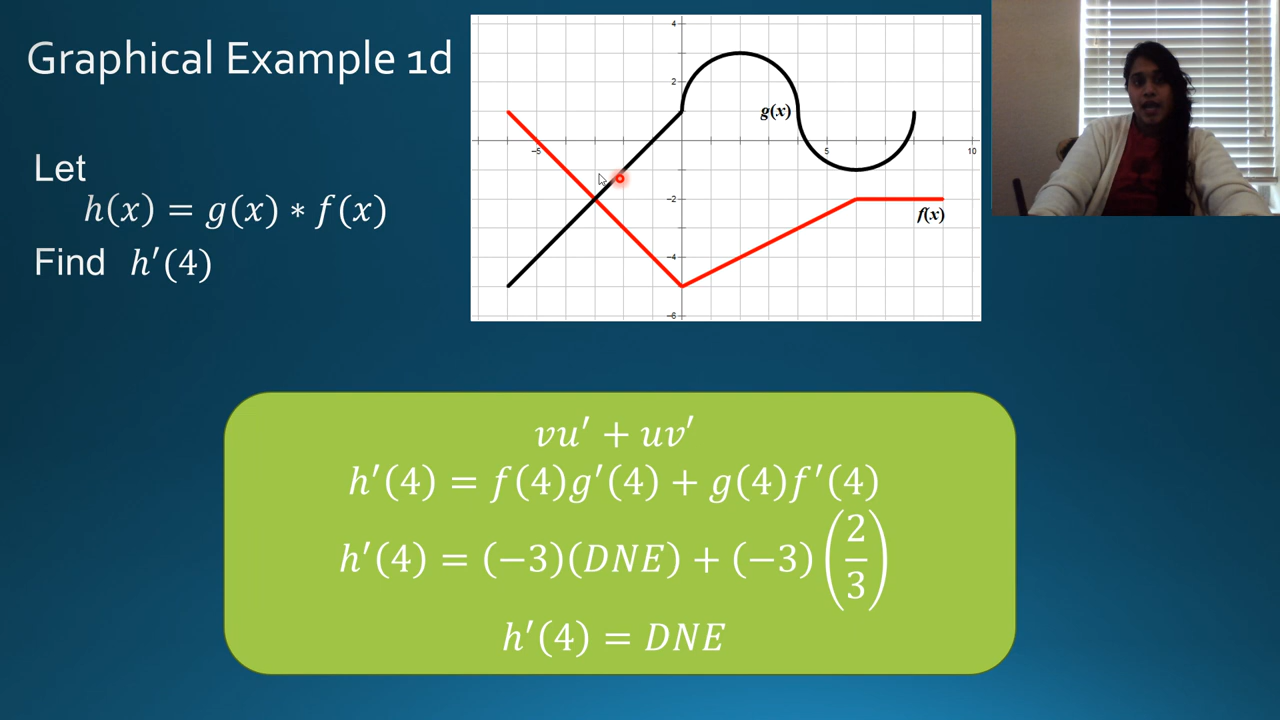 Graphical Example 1d
Let
h(x) = g(x) ∗ f(x)
Find h′(4)
4
2
g(x)
−5
5
10
−2
f(x)
−4
−6
vu′ + uv′
h′(4) = f(4)g′(4) + g(4)f′(4)
h′(4) = (−3)(DNE) + (−3)(2/3)
h′(4) = DNE